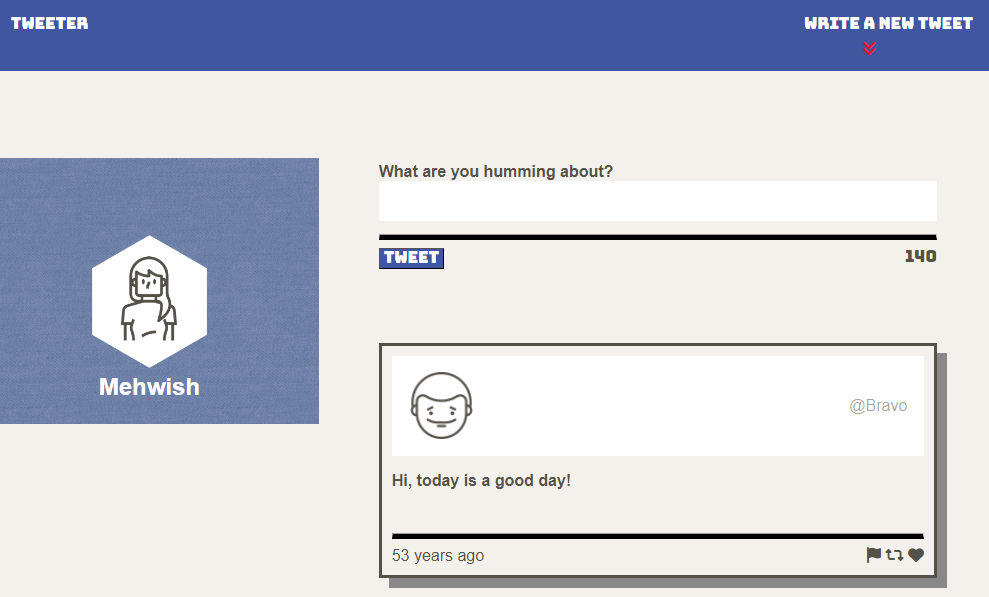 TWEETER
WRITE A NEW TWEET
Mehwish
What are you humming about?
TWEET
140
@Bravo
Hi, today is a good day!
53 years ago